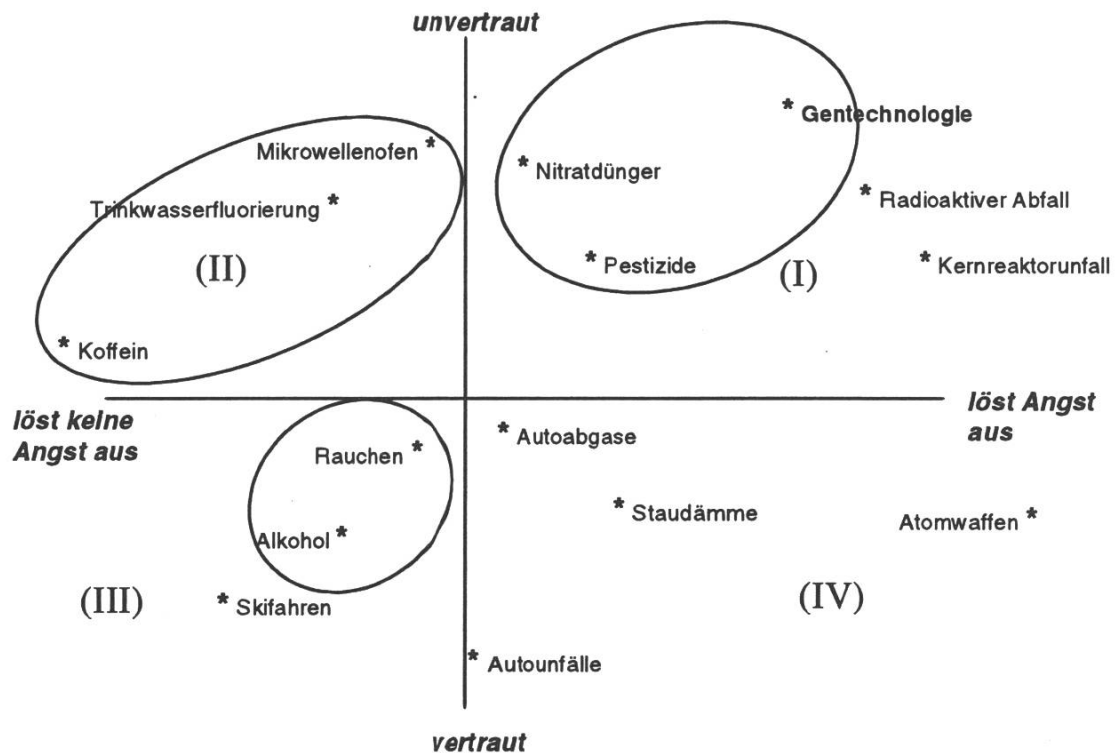 unvertraut
* Gentechnologie
Mikrowellenofen *
* Nitratdünger
Trinkwasserfluorierung *
* Radioaktiver Abfall
(II)
* Pestizide
(I)
* Kernreaktorunfall
* Koffein
löst keine
Angst aus
löst Angst
aus
* Autoabgase
Rauchen *
* Staudämme
Atomwaffen *
Alkohol *
(III)
* Skifahren
(IV)
* Autounfälle
vertraut